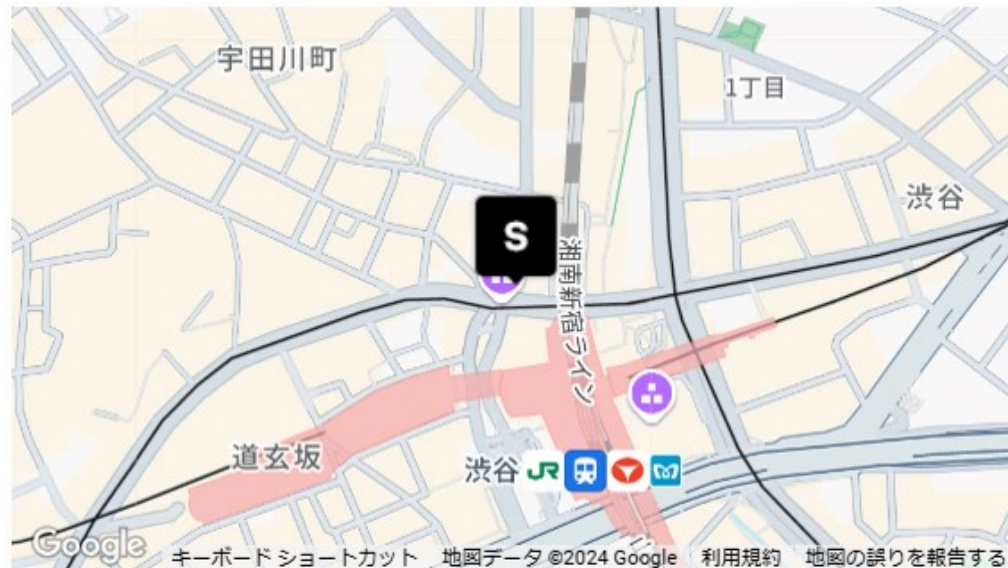 宇田川町
1丁目
渋谷
S
湘南新宿ライン
道玄坂
渋谷 JR
Google
キーボード ショートカット 地図データ ©2024 Google 利用規約 地図の誤りを報告する